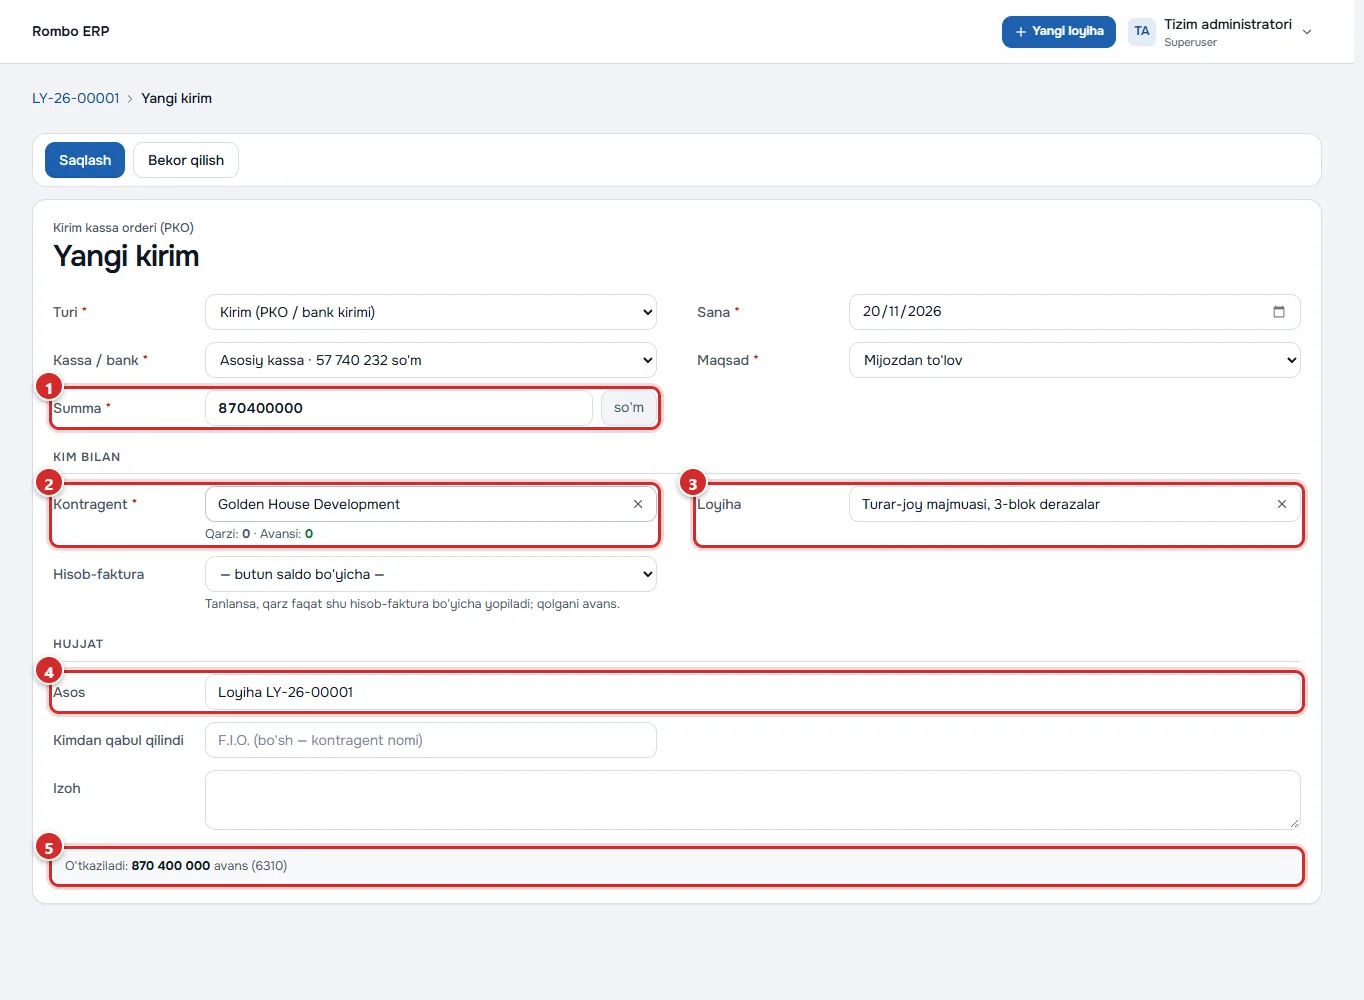 Rombo ERP
+ Yangi loyiha
TA
Tizim administratori
Superuser
LY-26-00001 › Yangi kirim
Saqlash
Bekor qilish
Kirim kassa orderi (PKO)
Yangi kirim
Turi *
Kirim (PKO / bank kirimi)
Sana *
20/11/2026
Kassa / bank *
Asosiy kassa · 57 740 232 so'm
Maqsad *
Mijozdan to'lov
1
Summa *
870400000
so'm
KIM BILAN
2
Kontragent *
Golden House Development
×
Qarzi: 0 · Avansi: 0
3
Loyiha
Turar-joy majmuasi, 3-blok derazalar
×
Hisob-faktura
— butun saldo bo'yicha —
Tanlansa, qarz faqat shu hisob-faktura bo'yicha yopiladi; qolgani avans.
HUJJAT
4
Asos
Loyiha LY-26-00001
Kimdan qabul qilindi
F.I.O. (bo'sh — kontragent nomi)
Izoh
5
O'tkaziladi: 870 400 000 avans (6310)